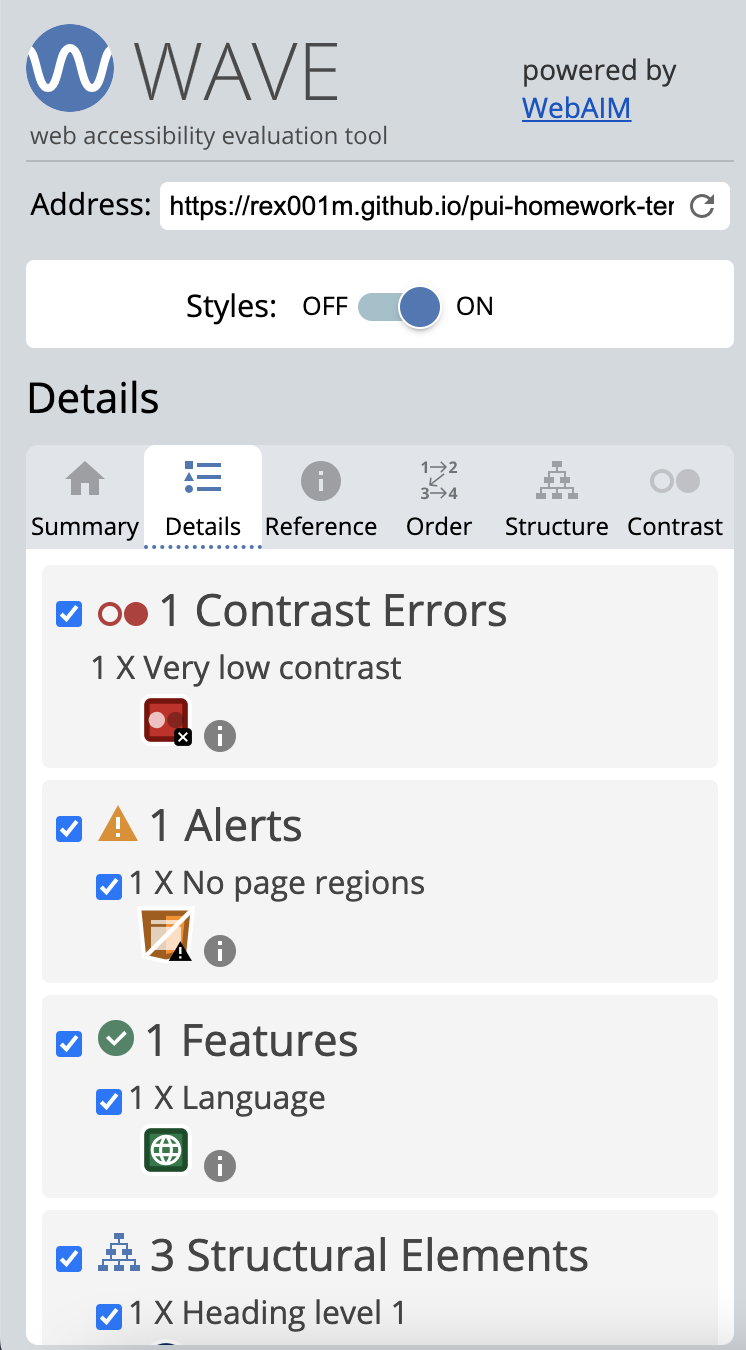 WAVE
powered by
WebAIM
web accessibility evaluation tool
Address: https://rex001m.github.io/pui-homework-ter
Styles: OFF ON
Details
1→2
3→4
Summary Details Reference Order Structure Contrast
1 Contrast Errors
1 X Very low contrast
1 Alerts
1 X No page regions
1 Features
1 X Language
3 Structural Elements
1 X Heading level 1